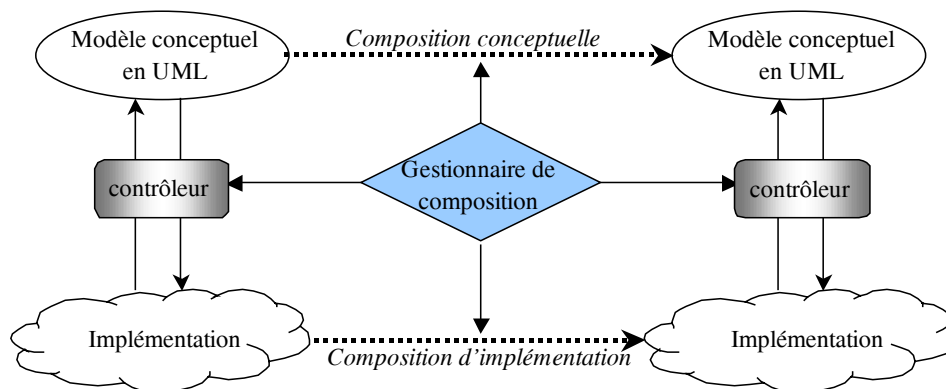 Modèle conceptuel
en UML
Composition conceptuelle
Modèle conceptuel
en UML
contrôleur
Gestionnaire de
composition
contrôleur
Implémentation
Composition d'implémentation
Implémentation